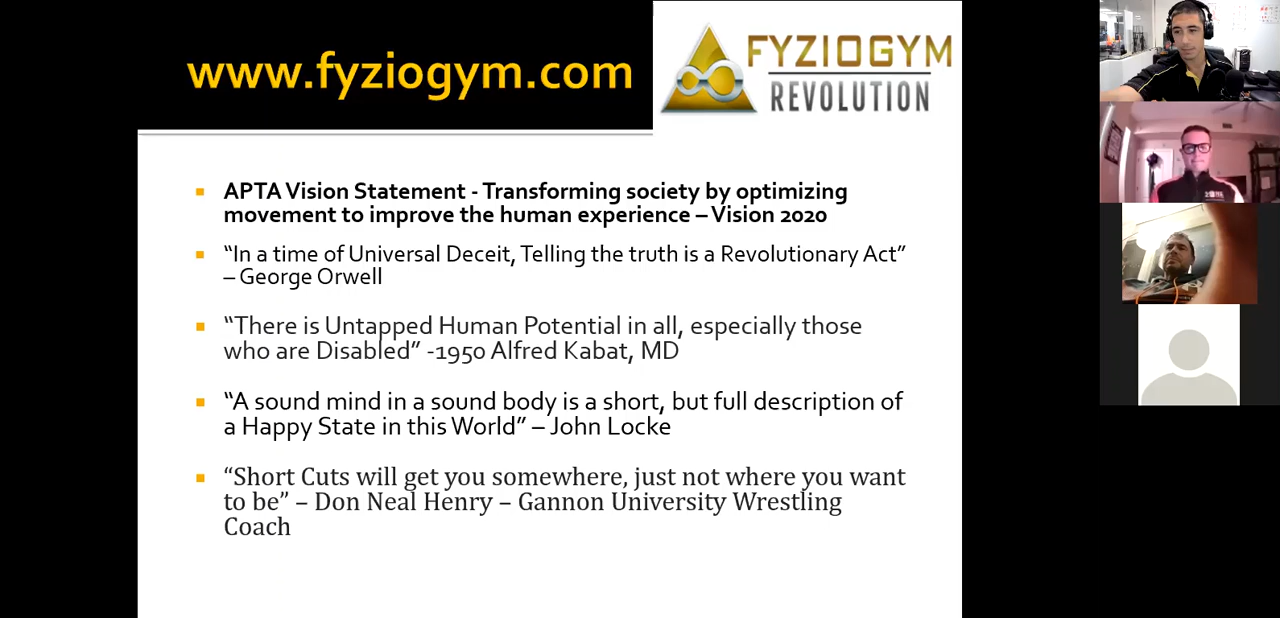 www.fyziogym.com
FYZIOGYM
REVOLUTION
APTA Vision Statement - Transforming society by optimizing
movement to improve the human experience – Vision 2020
“In a time of Universal Deceit, Telling the truth is a Revolutionary Act”
– George Orwell
“There is Untapped Human Potential in all, especially those
who are Disabled” -1950 Alfred Kabat, MD
“A sound mind in a sound body is a short, but full description of
a Happy State in this World” – John Locke
“Short Cuts will get you somewhere, just not where you want
to be” – Don Neal Henry – Gannon University Wrestling
Coach